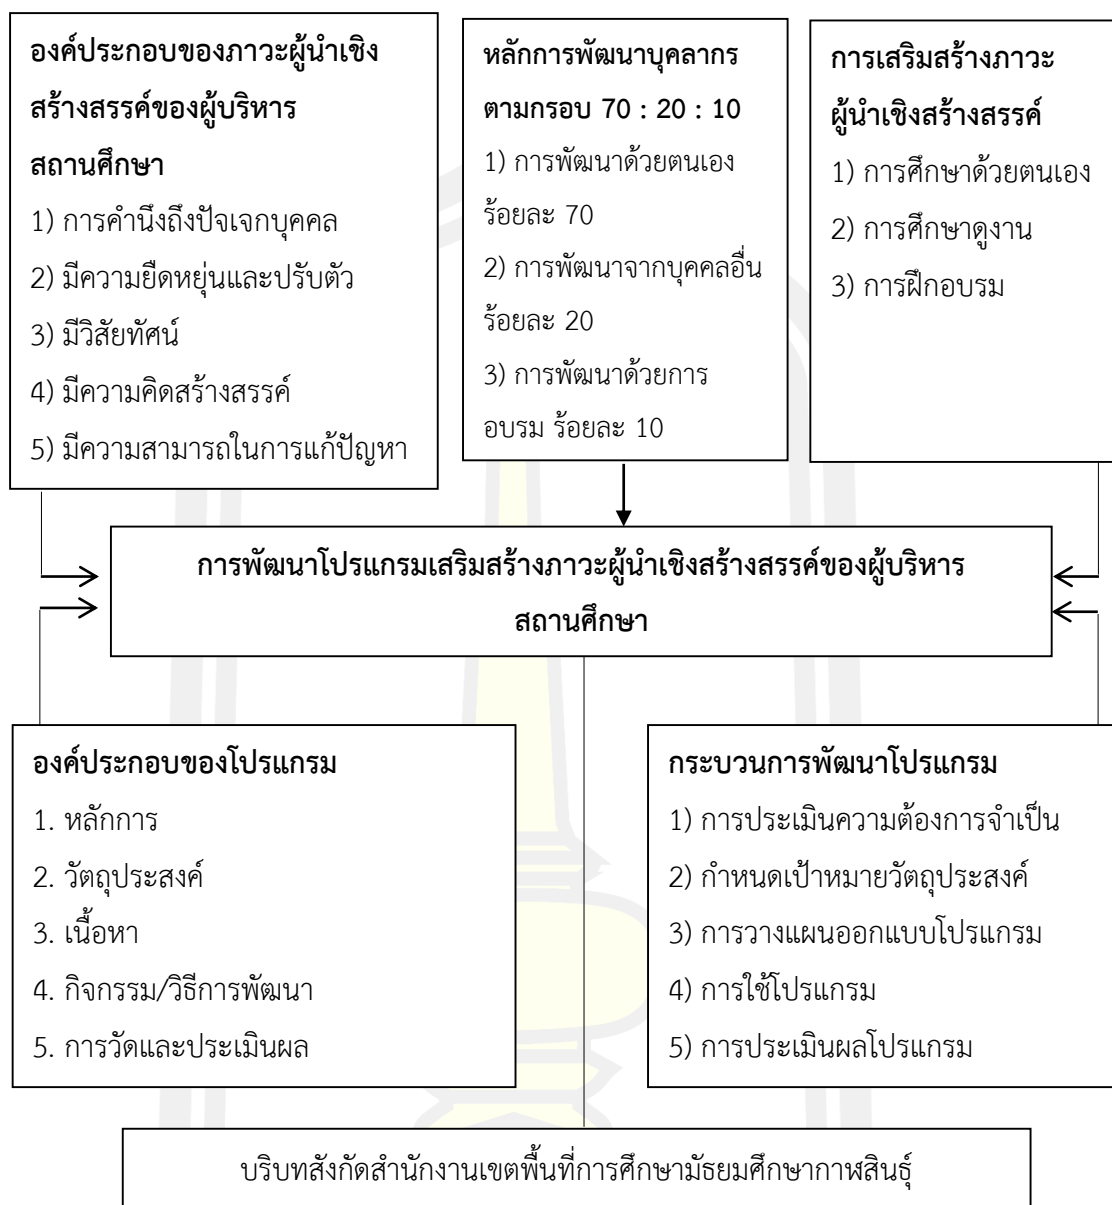 องค์ประกอบของภาวะผู้นำเชิง
สร้างสรรค์ของผู้บริหาร
สถานศึกษา
1) การคำนึงถึงปัจเจกบุคคล
2) มีความยืดหยุ่นและปรับตัว
3) มีวิสัยทัศน์
4) มีความคิดสร้างสรรค์
5) มีความสามารถในการแก้ปัญหา
หลักการพัฒนาบุคลากร
ตามกรอบ 70 : 20 : 10
1) การพัฒนาด้วยตนเอง
ร้อยละ 70
2) การพัฒนาจากบุคคลอื่น
ร้อยละ 20
3) การพัฒนาด้วยการ
อบรม ร้อยละ 10
การเสริมสร้างภาวะ
ผู้นำเชิงสร้างสรรค์
1) การศึกษาด้วยตนเอง
2) การศึกษาดูงาน
3) การฝึกอบรม
การพัฒนาโปรแกรมเสริมสร้างภาวะผู้นำเชิงสร้างสรรค์ของผู้บริหาร
สถานศึกษา
องค์ประกอบของโปรแกรม
1. หลักการ
2. วัตถุประสงค์
3. เนื้อหา
4. กิจกรรม/วิธีการพัฒนา
5. การวัดและประเมินผล
กระบวนการพัฒนาโปรแกรม
1) การประเมินความต้องการจำเป็น
2) กำหนดเป้าหมายวัตถุประสงค์
3) การวางแผนออกแบบโปรแกรม
4) การใช้โปรแกรม
5) การประเมินผลโปรแกรม
บริบทสังกัดสำนักงานเขตพื้นที่การศึกษามัธยมศึกษากาฬสินธุ์